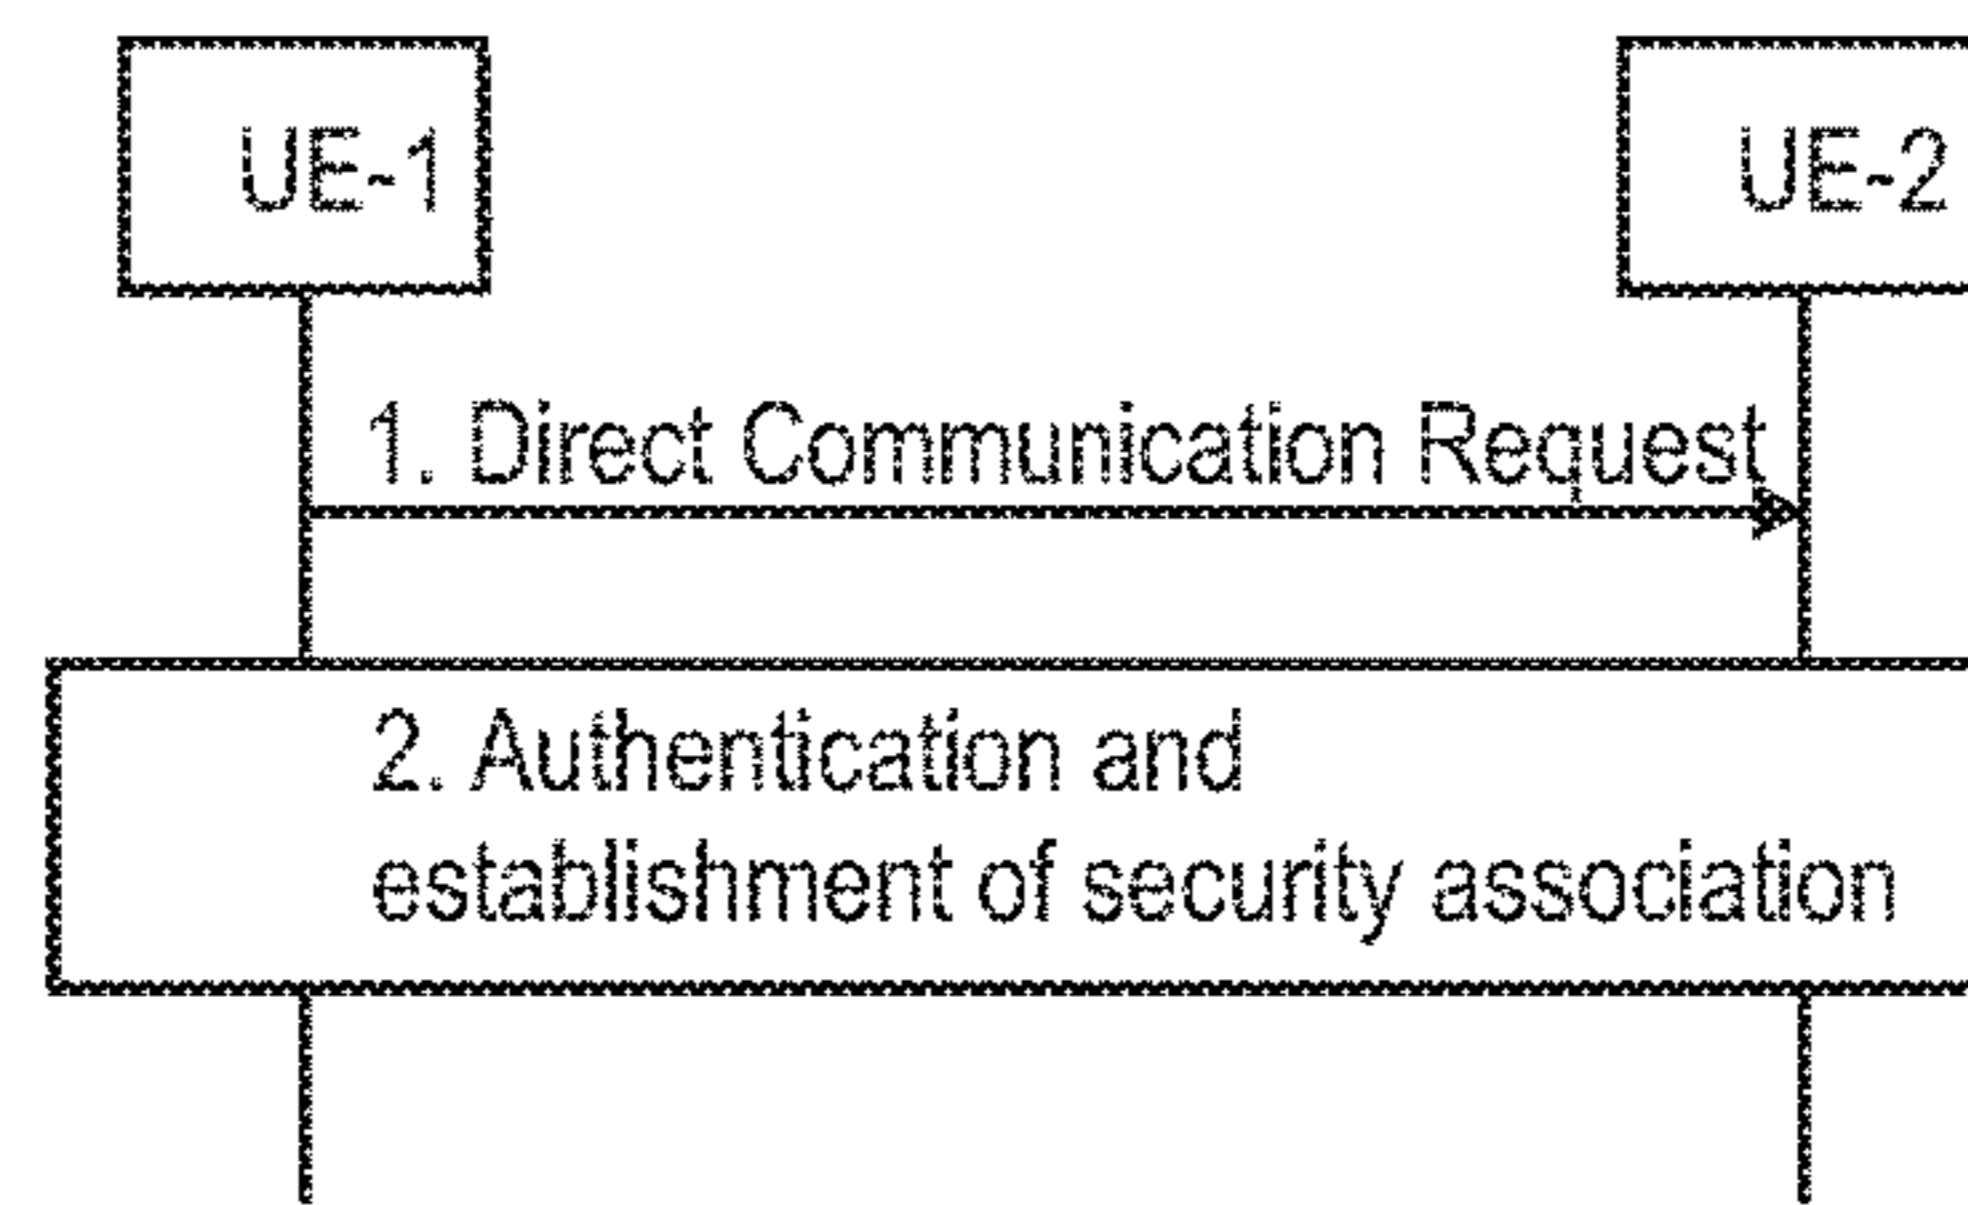 UE-1
UE-2
1. Direct Communication Request
2. Authentication and
establishment of security association